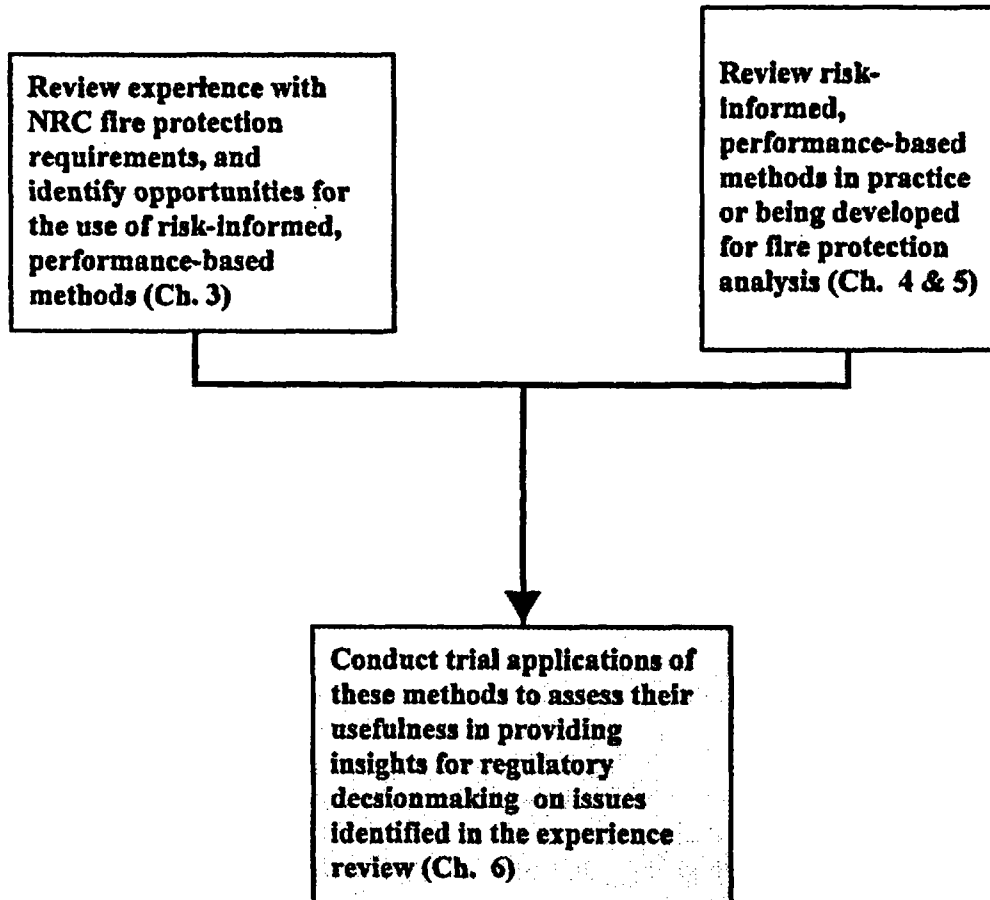 Review experience with
NRC fire protection
requirements, and
identify opportunities for
the use of risk-informed,
performance-based
methods (Ch. 3)
Review risk-
informed,
performance-based
methods in practice
or being developed
for fire protection
analysis (Ch. 4 & 5)
Conduct trial applications of
these methods to assess their
usefulness in providing
insights for regulatory
decsionmaking on issues
identified in the experience
review (Ch. 6)